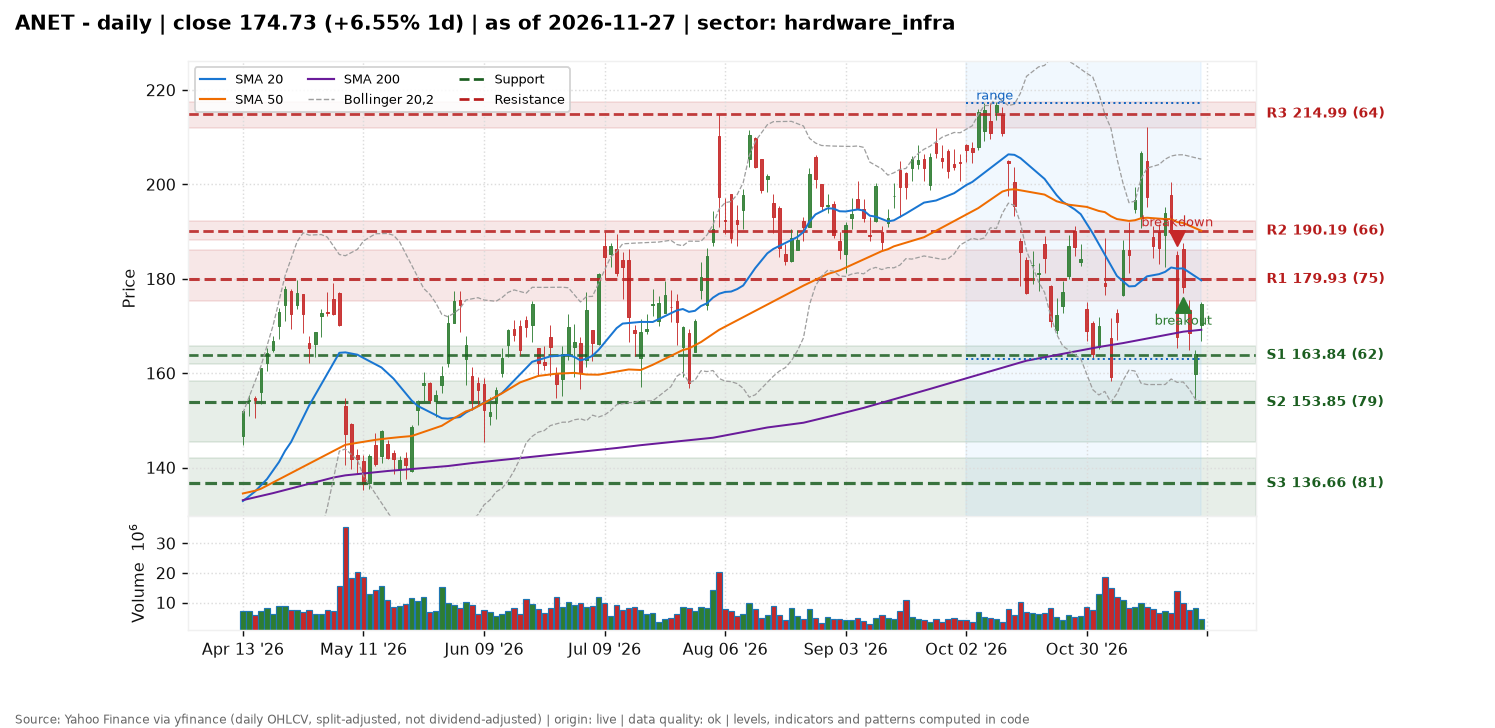 ANET - daily | close 174.73 (+6.55% 1d) | as of 2026-11-27 | sector: hardware_infra
SMA 20
SMA 50
SMA 200
Bollinger 20,2
Support
Resistance
Price
220
200
180
160
140
range
breakdown
breakout
R3 214.99 (64)
R2 190.19 (66)
R1 179.93 (75)
S1 163.84 (62)
S2 153.85 (79)
S3 136.66 (81)
Volume 10⁶
30
20
10
Apr 13 '26
May 11 '26
Jun 09 '26
Jul 09 '26
Aug 06 '26
Sep 03 '26
Oct 02 '26
Oct 30 '26
Source: Yahoo Finance via yfinance (daily OHLCV, split-adjusted, not dividend-adjusted) | origin: live | data quality: ok | levels, indicators and patterns computed in code